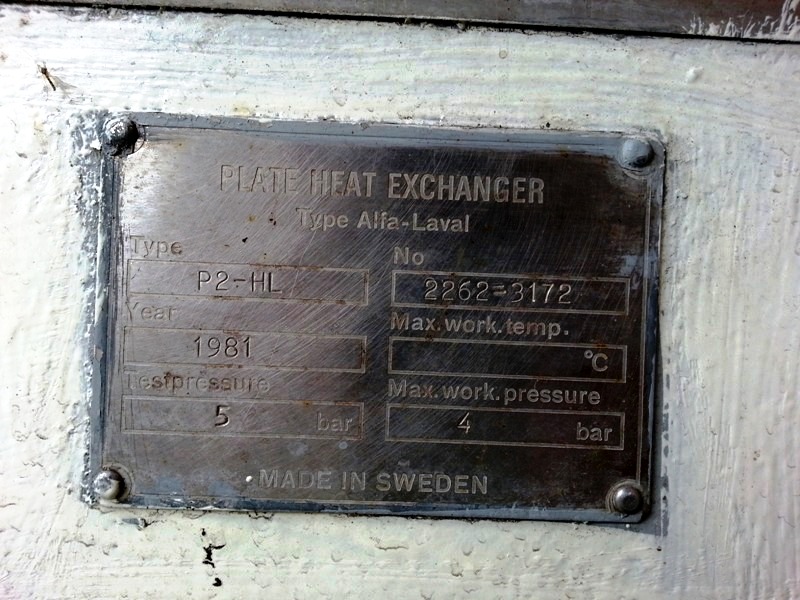 PLATE HEAT EXCHANGER
Type Alfa-Laval
Type No
P2-HL 2262-3172
Year Max.work.temp.
1981 °C
Testpressure Max.work.pressure
5 bar 4 bar
MADE IN SWEDEN